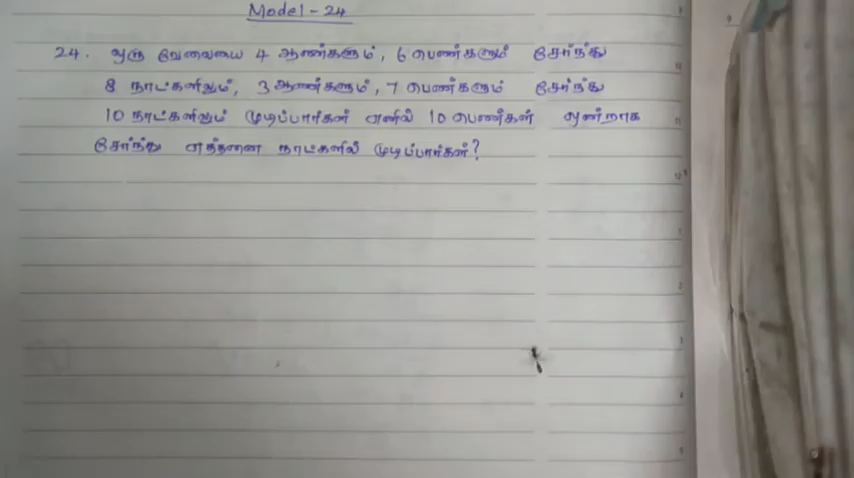 Model - 24
24. ஒரு வேலையை 4 ஆண்களும், 6 பெண்களும் சேர்ந்து
8 நாட்களிலும், 3 ஆண்களும், 7 பெண்களும் சேர்ந்து
10 நாட்களிலும் முடிப்பார்கள் எனில் 10 பெண்கள் ஒன்றாக
சேர்ந்து எத்தனை நாட்களில் முடிப்பார்கள்?